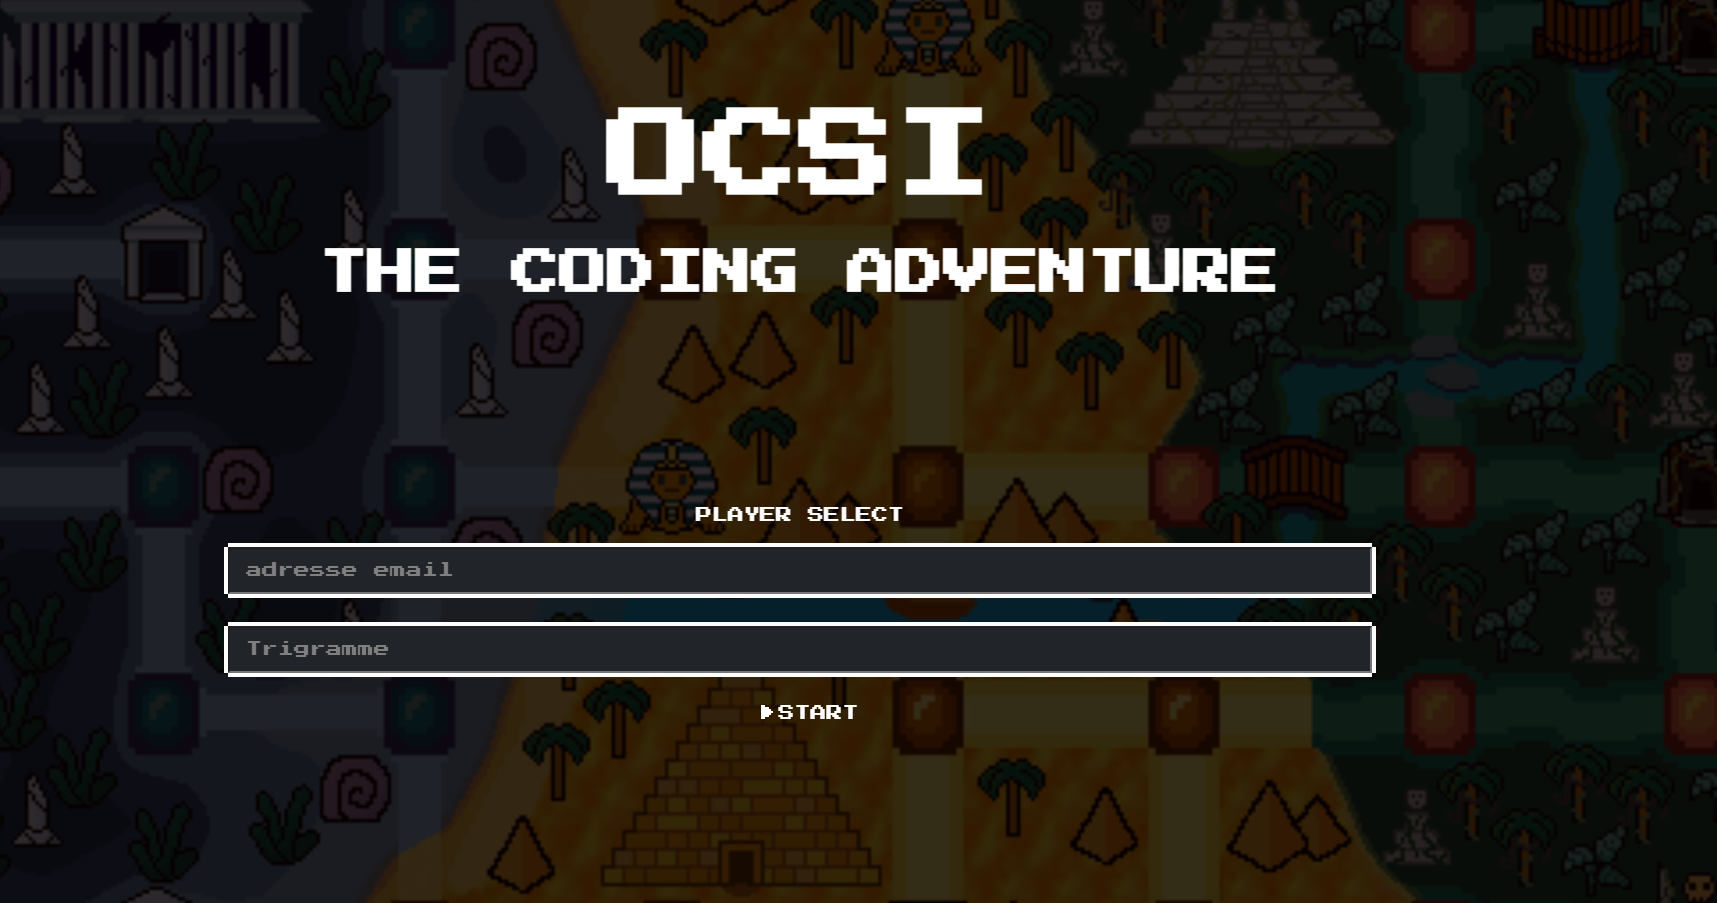 OCSI
THE CODING ADVENTURE
PLAYER SELECT
adresse email
Trigramme
START